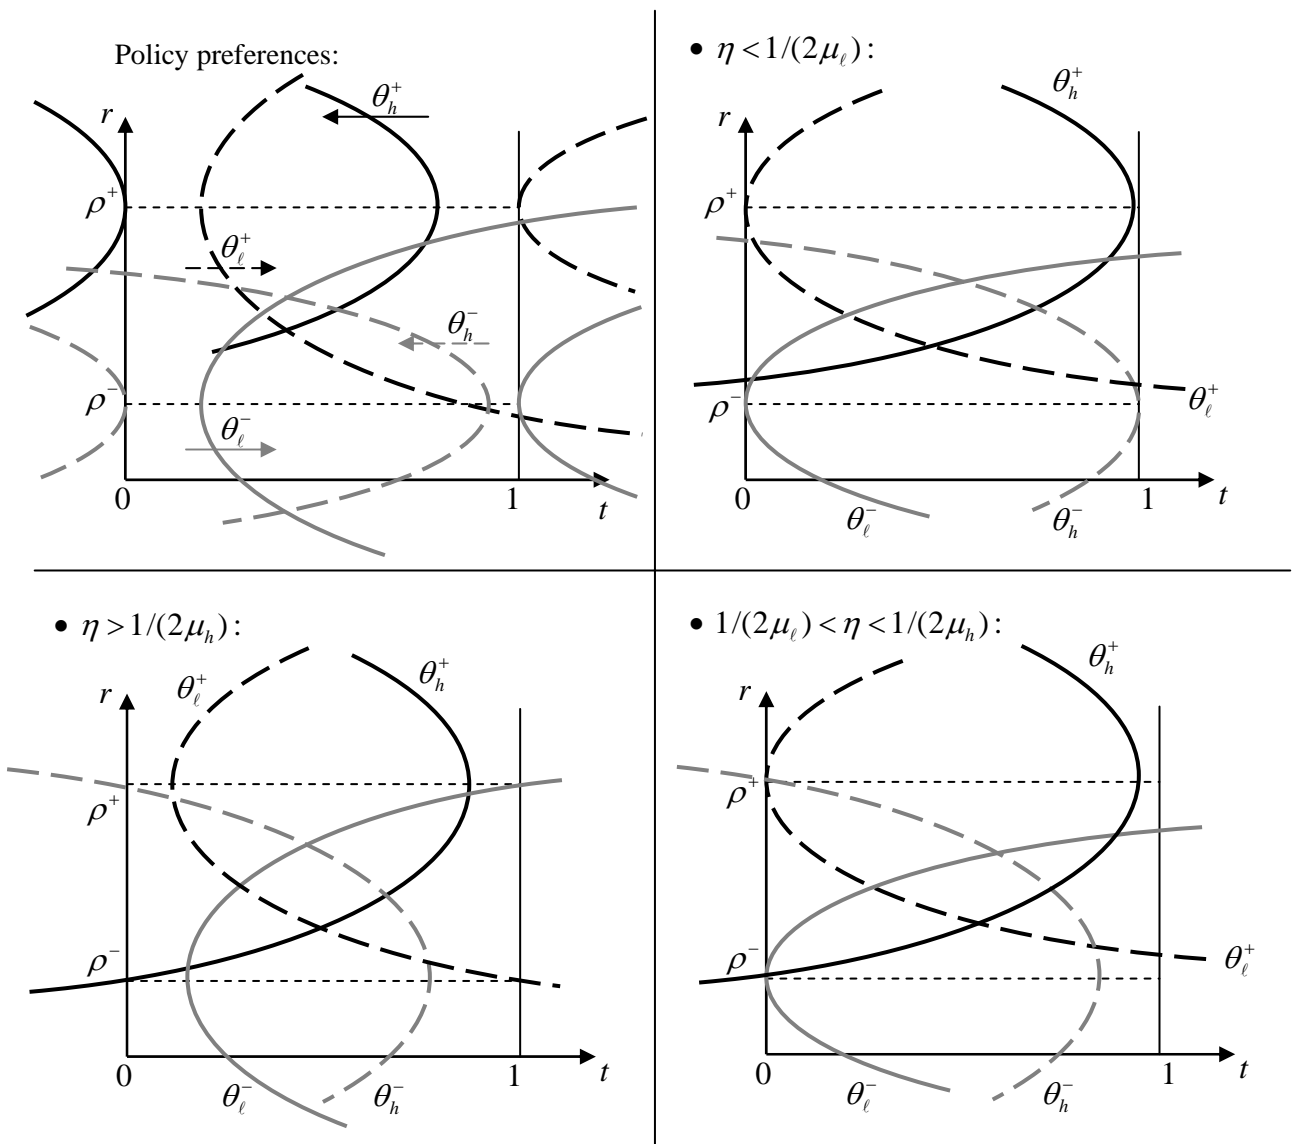 Policy preferences:
r
θ_h^+
ρ^+
θ_ℓ^+
θ_h^-
ρ^-
θ_ℓ^-
0
1
t
• η < 1/(2μ_ℓ) :
θ_h^+
r
ρ^+
ρ^-
θ_ℓ^+
0
1
t
θ_ℓ^-
θ_h^-
• η > 1/(2μ_h) :
r
θ_ℓ^+
θ_h^+
ρ^+
ρ^-
0
1
t
θ_ℓ^-
θ_h^-
• 1/(2μ_ℓ) < η < 1/(2μ_h) :
r
θ_h^+
ρ^+
ρ^-
θ_ℓ^+
0
1
t
θ_ℓ^-
θ_h^-